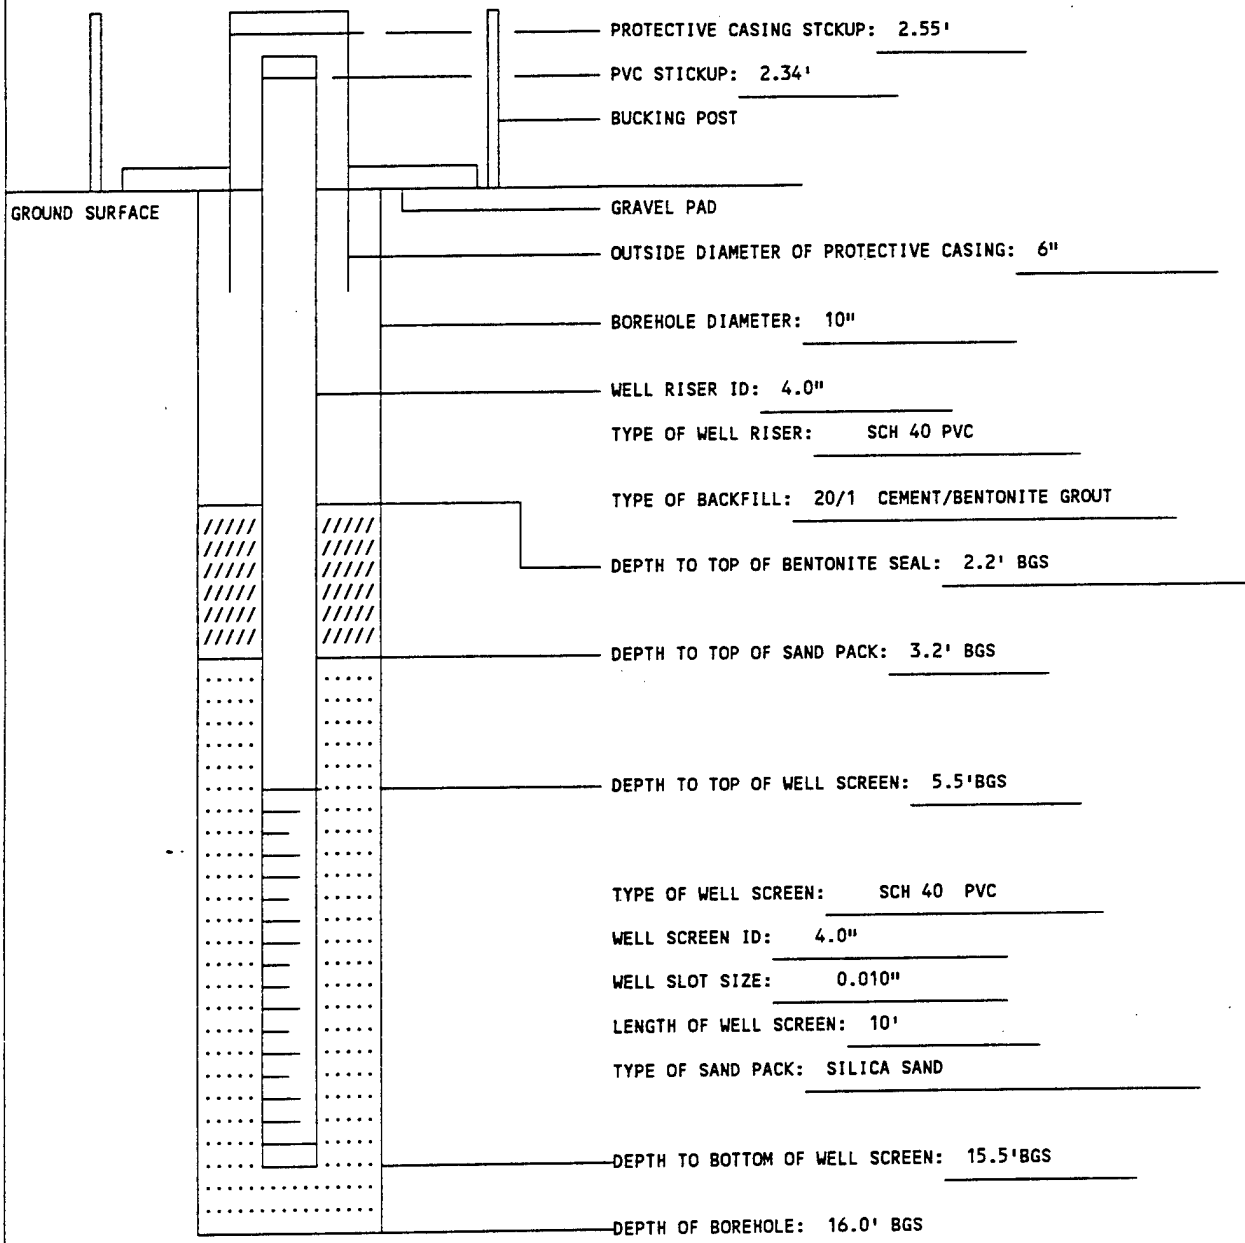 PROTECTIVE CASING STCKUP: 2.55'
PVC STICKUP: 2.34'
BUCKING POST
GROUND SURFACE
GRAVEL PAD
OUTSIDE DIAMETER OF PROTECTIVE CASING: 6"
BOREHOLE DIAMETER: 10"
WELL RISER ID: 4.0"
TYPE OF WELL RISER: SCH 40 PVC
TYPE OF BACKFILL: 20/1 CEMENT/BENTONITE GROUT
DEPTH TO TOP OF BENTONITE SEAL: 2.2' BGS
DEPTH TO TOP OF SAND PACK: 3.2' BGS
DEPTH TO TOP OF WELL SCREEN: 5.5'BGS
TYPE OF WELL SCREEN: SCH 40 PVC
WELL SCREEN ID: 4.0"
WELL SLOT SIZE: 0.010"
LENGTH OF WELL SCREEN: 10'
TYPE OF SAND PACK: SILICA SAND
DEPTH TO BOTTOM OF WELL SCREEN: 15.5'BGS
DEPTH OF BOREHOLE: 16.0' BGS